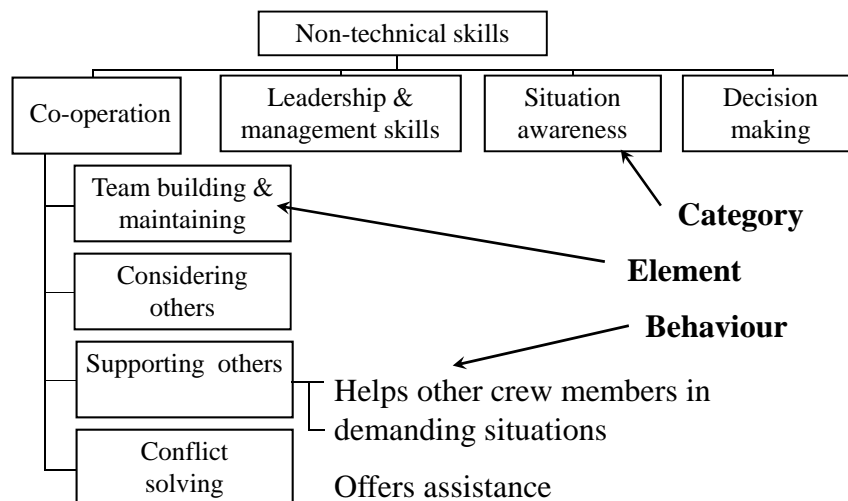 Non-technical skills
Co-operation
Leadership &
management skills
Situation
awareness
Decision
making
Team building &
maintaining
Category
Element
Considering
others
Behaviour
Supporting others
Helps other crew members in
demanding situations
Conflict
solving
Offers assistance